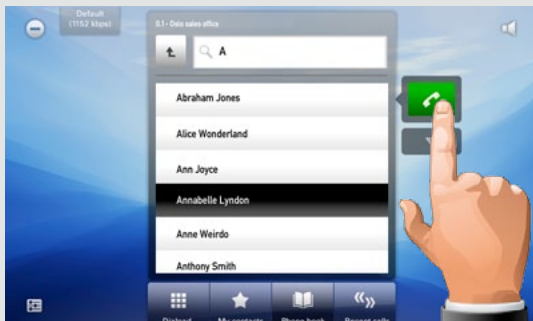 Default
(1152 kbps)
0.1 - Oslo sales office
A
Abraham Jones
Alice Wonderland
Ann Joyce
Annabelle Lyndon
Anne Weirdo
Anthony Smith
Dialpad
My contacts
Phone book
Recent calls